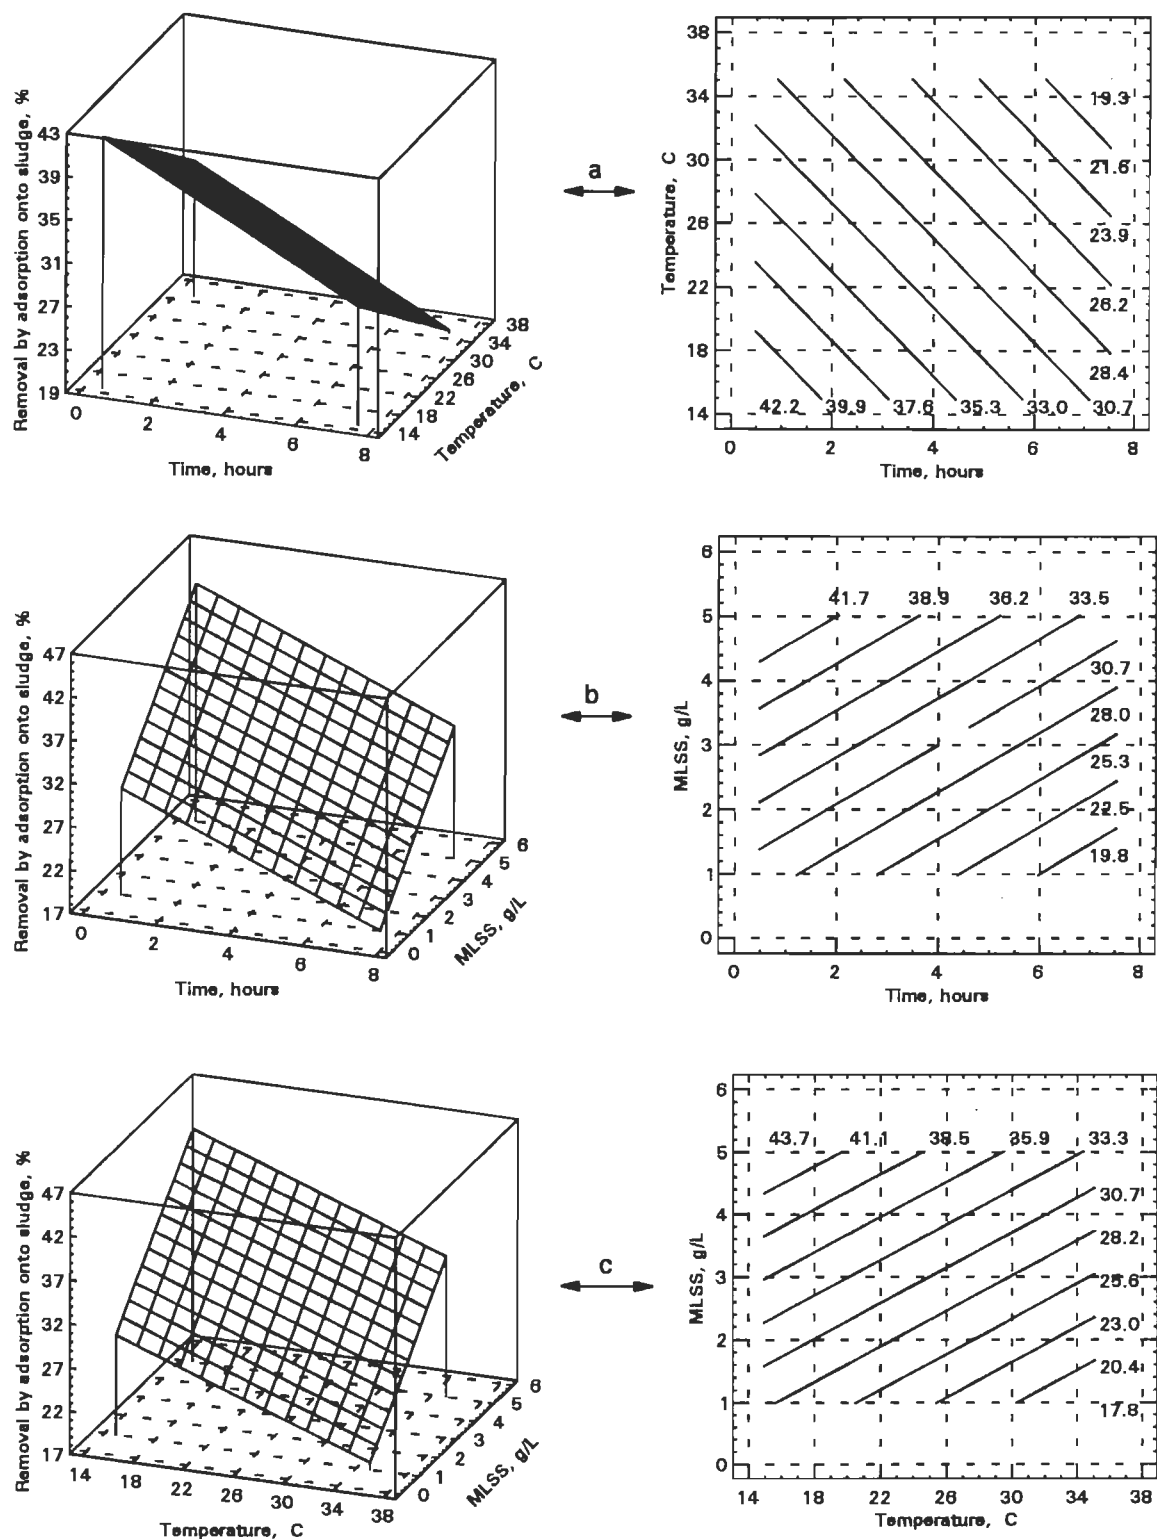 Removal by adsorption onto sludge, %
43
39
35
31
27
23
19
0 2 4 6 8
Time, hours
14 18 22 26 30 34 38
Temperature, C
a
Temperature, C
38
34
30
26
22
18
14
19.3
21.6
23.9
26.2
28.4
42.2 39.9 37.6 35.3 33.0 30.7
0 2 4 6 8
Time, hours
Removal by adsorption onto sludge, %
47
42
37
32
27
22
17
0 2 4 6 8
Time, hours
0 1 2 3 4 5 6
MLSS, g/L
b
MLSS, g/L
6
5
4
3
2
1
0
41.7 38.9 36.2 33.5
30.7
28.0
25.3
22.5
19.8
0 2 4 6 8
Time, hours
Removal by adsorption onto sludge, %
47
42
37
32
27
22
17
14 18 22 26 30 34 38
Temperature, C
0 1 2 3 4 5 6
MLSS, g/L
c
MLSS, g/L
6
5
4
3
2
1
0
43.7 41.1 38.5 35.9 33.3
30.7
28.2
25.6
23.0
20.4
17.8
14 18 22 26 30 34 38
Temperature, C